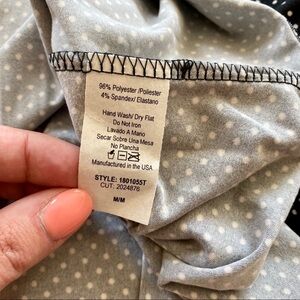 96% Polyester /Poliester
4% Spandex/ Elastano
Hand Wash/ Dry Flat
Do Not Iron
Lavado A Mano
Secar Sobre Una Mesa
No Plancha
Manufactured in the USA
STYLE: 1801055T
CUT: 2024876
M/M